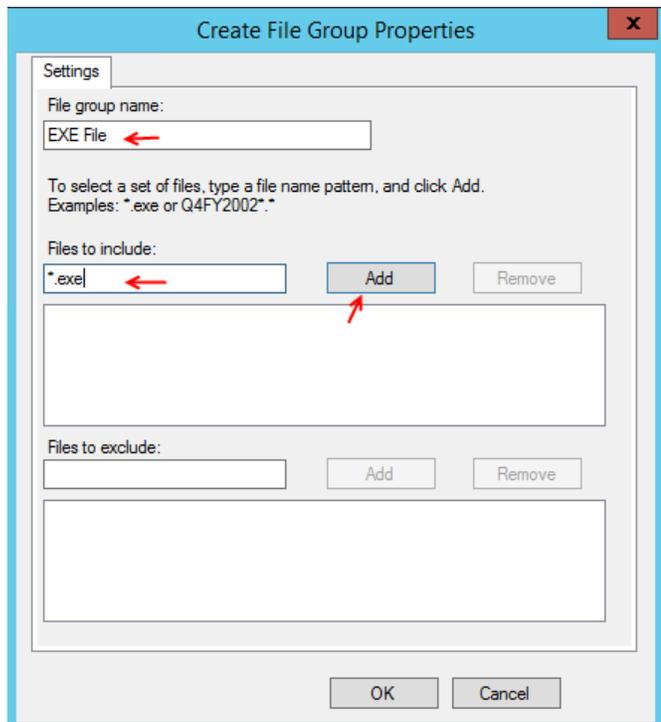 Create File Group Properties
x
Settings
File group name:
EXE File
To select a set of files, type a file name pattern, and click Add.
Examples: *.exe or Q4FY2002*.*
Files to include:
*.exe
Add
Remove
Files to exclude:
Add
Remove
OK
Cancel